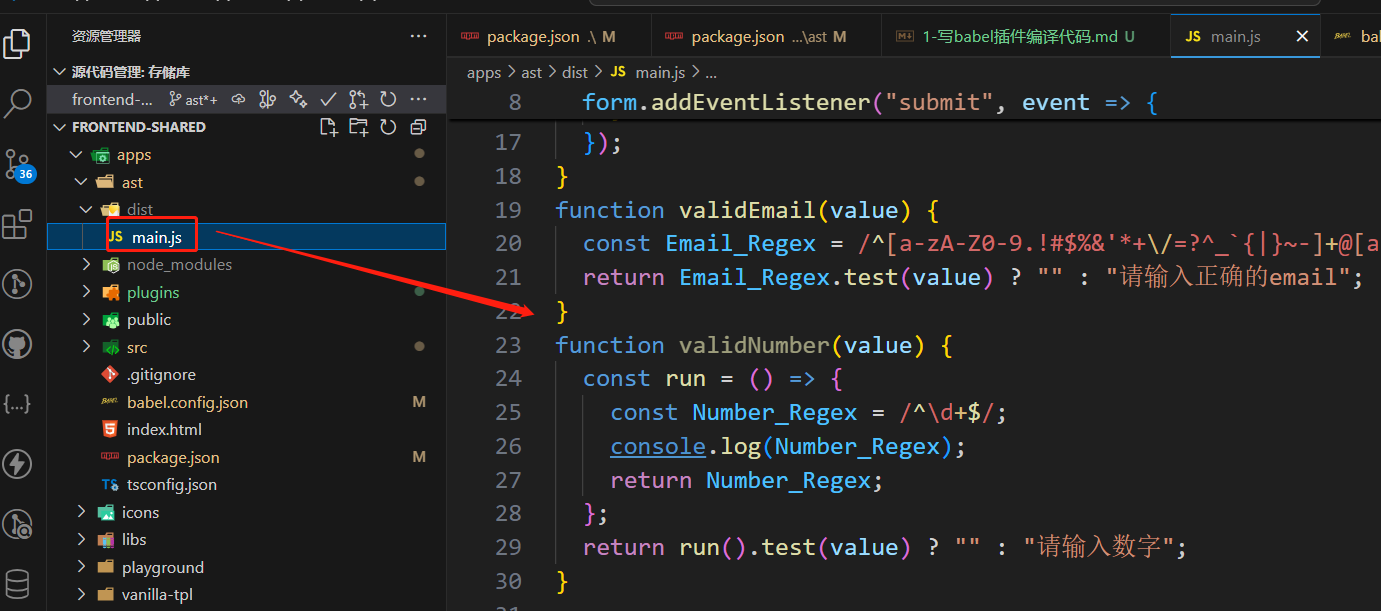 资源管理器
源代码管理: 存储库
frontend-... ast*+
FRONTEND-SHARED
apps
ast
dist
JS main.js
node_modules
plugins
public
src
.gitignore
babel.config.json M
index.html
package.json M
TS tsconfig.json
icons
libs
playground
vanilla-tpl
36
package.json .\ M
package.json ...\ast M
1-写babel插件编译代码.md U
JS main.js
bal
apps > ast > dist > JS main.js > ...
8 form.addEventListener("submit", event => {
17 });
18 }
19 function validEmail(value) {
20 const Email_Regex = /^[a-zA-Z0-9.!#$%&'*+\/=?^_`{|}~-]+@[a
21 return Email_Regex.test(value) ? "" : "请输入正确的email";
22 }
23 function validNumber(value) {
24 const run = () => {
25 const Number_Regex = /^\d+$/;
26 console.log(Number_Regex);
27 return Number_Regex;
28 };
29 return run().test(value) ? "" : "请输入数字";
30 }